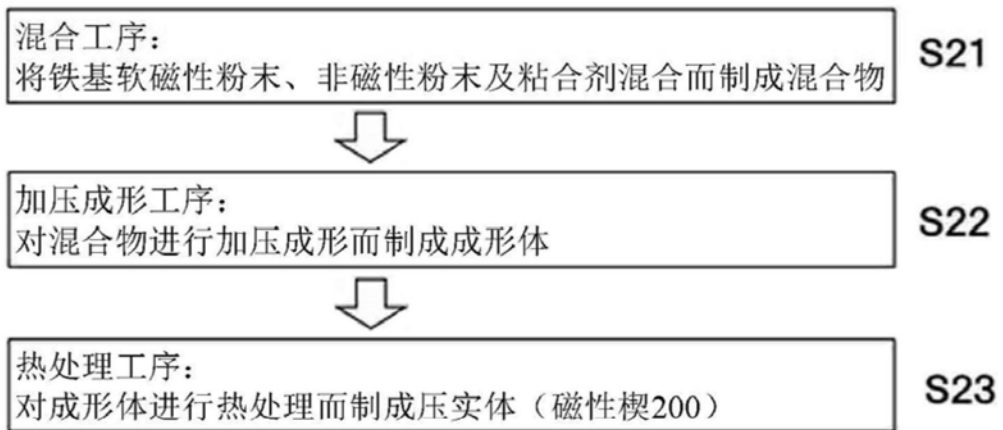 混合工序：
将铁基软磁性粉末、非磁性粉末及粘合剂混合而制成混合物
S21
加压成形工序：
对混合物进行加压成形而制成成形体
S22
热处理工序：
对成形体进行热处理而制成压实体（磁性楔200）
S23